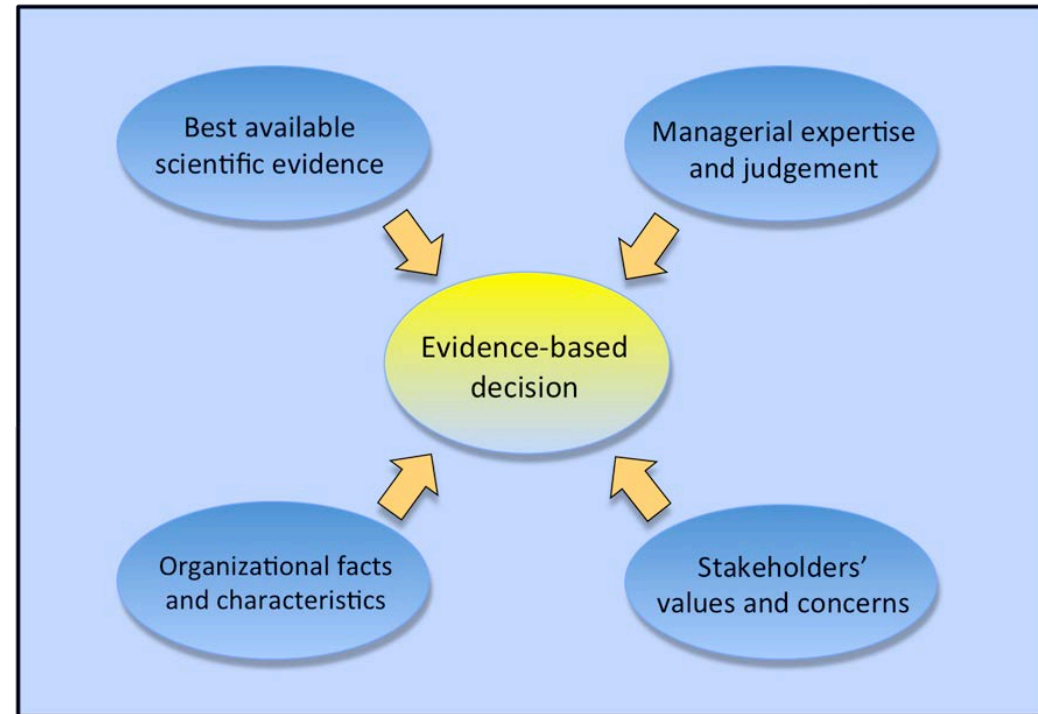 Best available
scientific evidence
Managerial expertise
and judgement
Evidence-based
decision
Organizational facts
and characteristics
Stakeholders’
values and concerns